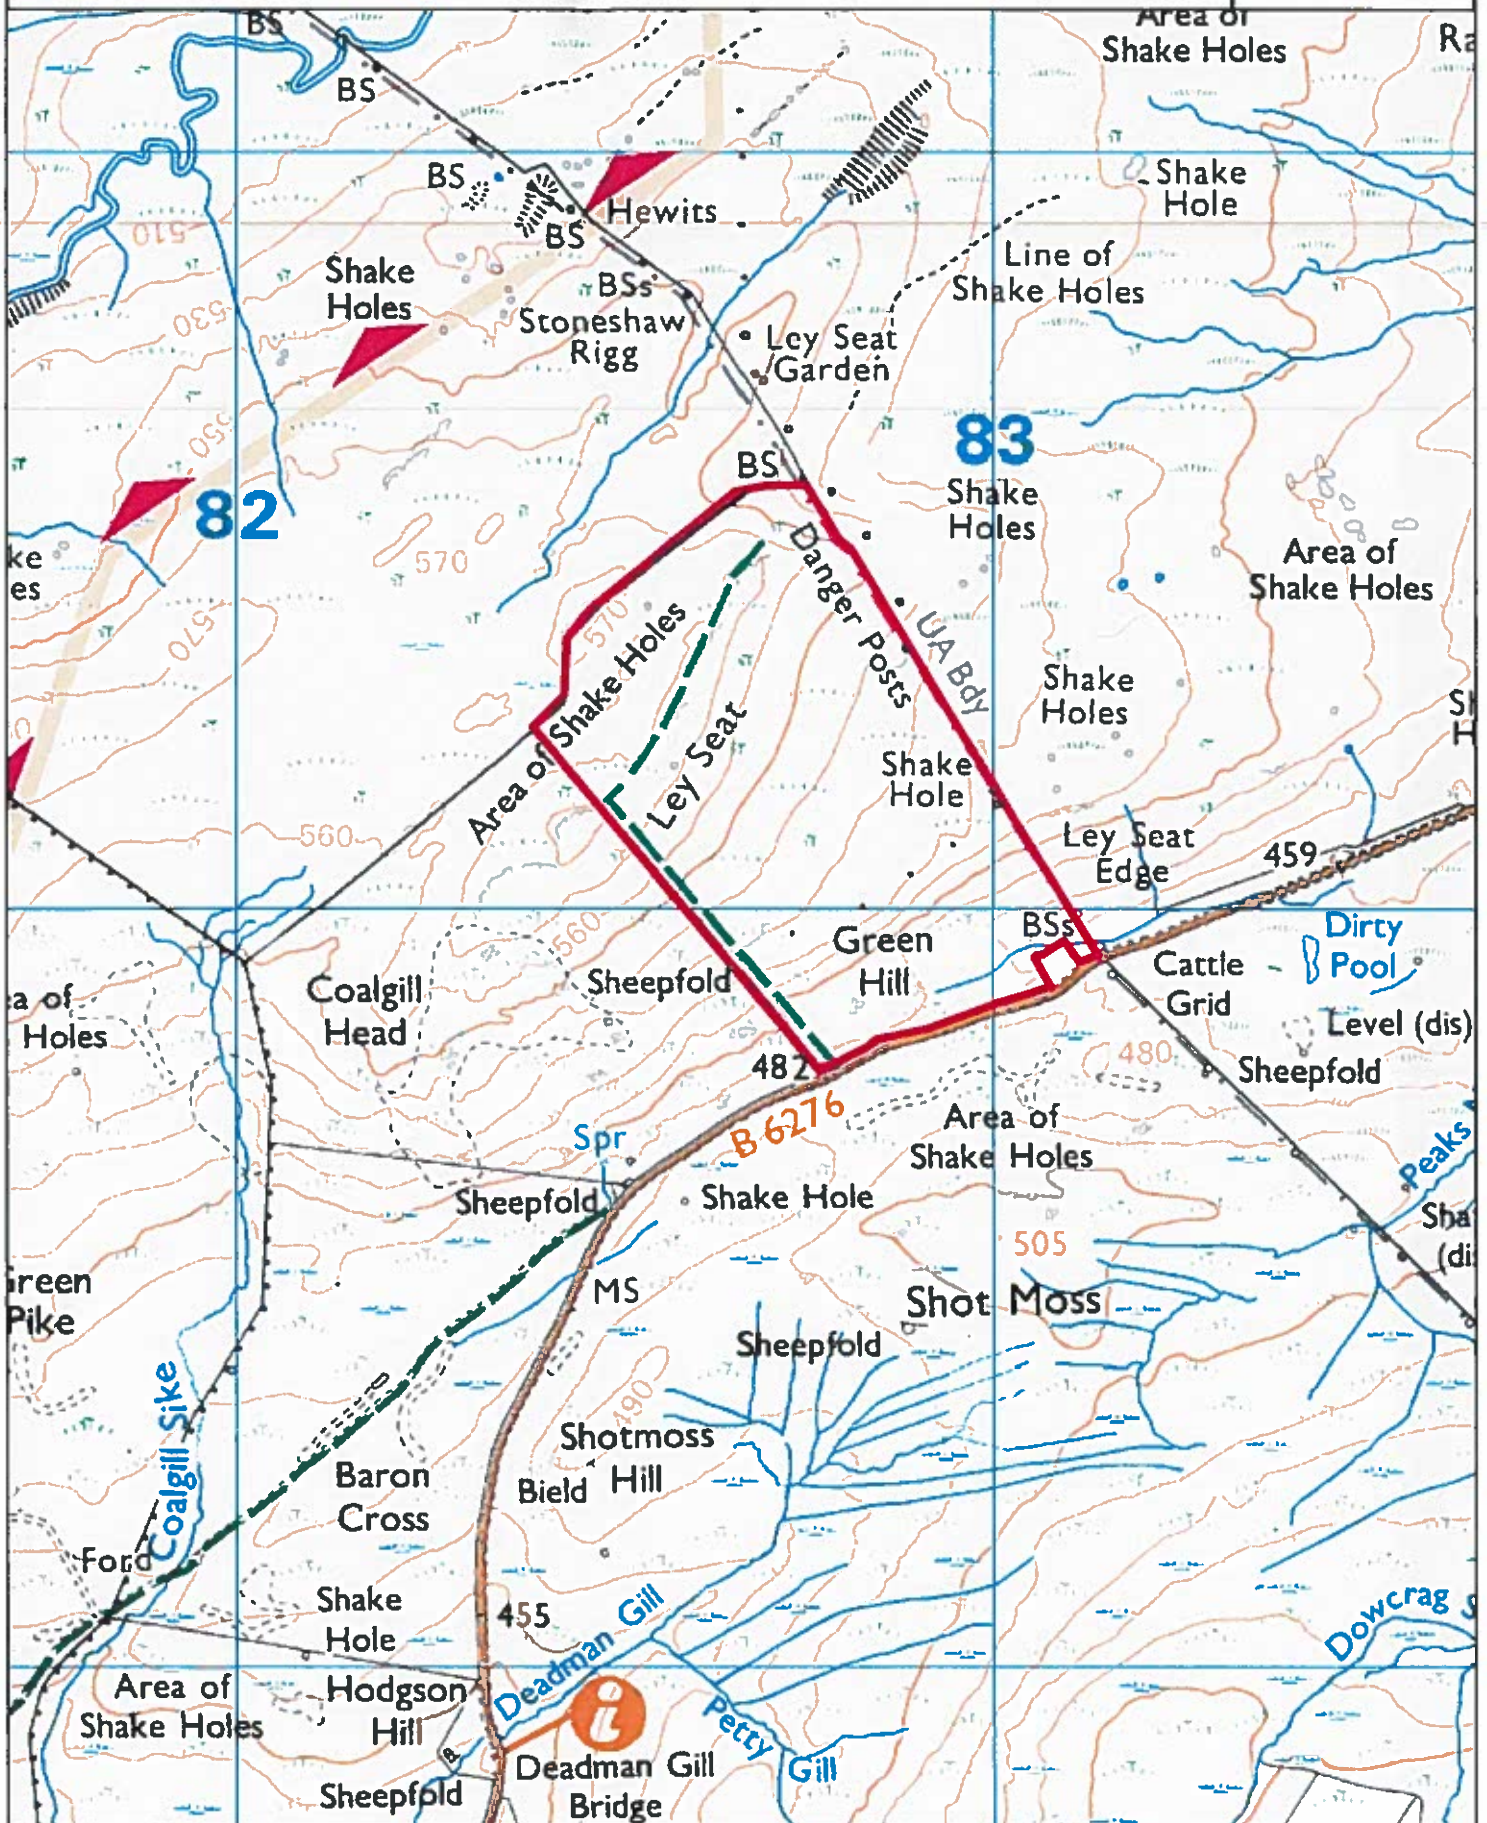 BS
Area of
Shake Holes
BS
BS
Shake
Hole
Hewits
BS
510
Line of
Shake Holes
Shake
Holes
BSs
Stoneshaw
Rigg
530
Ley Seat
Garden
550
83
BS
82
Shake
Holes
570
Danger Posts
Area of
Shake Holes
570
570
UA Bdy
Area of Shake Holes
Ley Seat
Shake
Holes
Shake
Hole
560
Ley Seat
Edge
459
BSs
Dirty
Pool
560
Green
Hill
Cattle
Grid
Coalgill
Head
Sheepfold
Holes
Level (dis)
482
480
Sheepfold
B 6276
Area of
Shake Holes
Spr
Peaks
Sheepfold
Shake Hole
505
MS
Pike
Shot Moss
Sheepfold
Coalgill Sike
490
Shotmoss
Hill
Bield
Baron
Cross
Ford
Shake
Hole
455
Deadman Gill
Dowcrag
Area of
Shake Holes
Hodgson
Hill
i
Petty
Gill
Deadman Gill
Bridge
Sheepfold